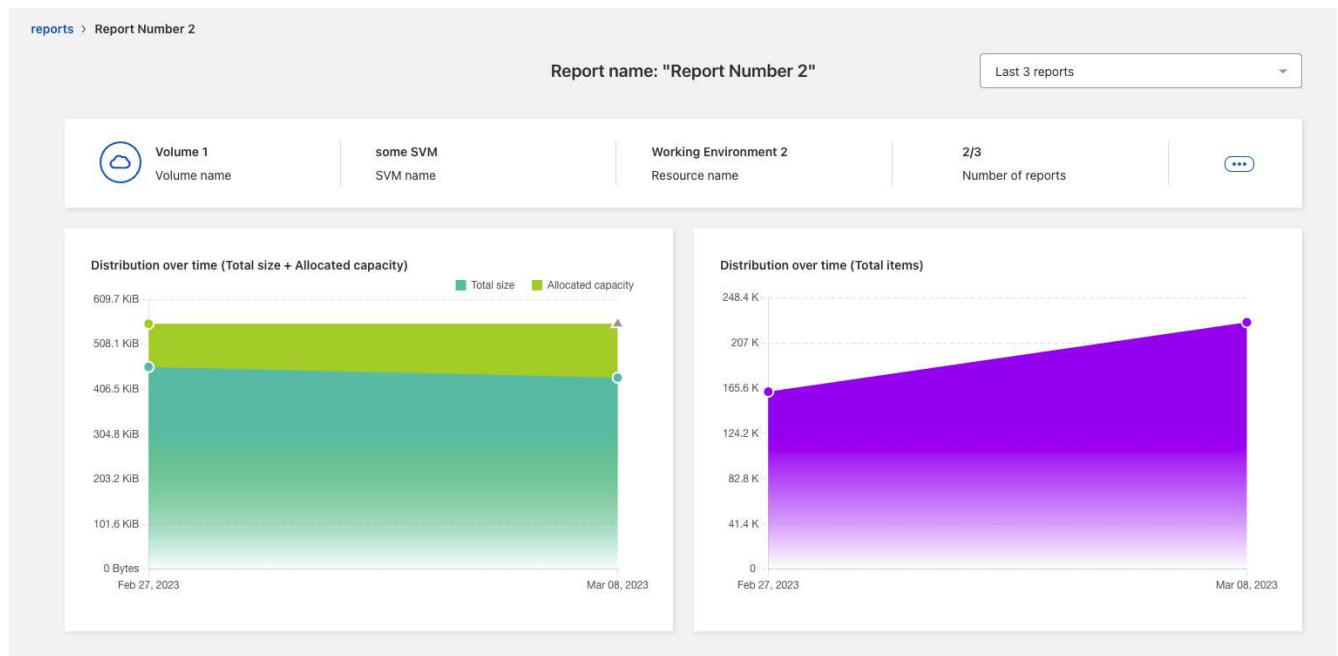 reports > Report Number 2
Report name: "Report Number 2"
Last 3 reports
Volume 1
Volume name
some SVM
SVM name
Working Environment 2
Resource name
2/3
Number of reports
Distribution over time (Total size + Allocated capacity)
Total size
Allocated capacity
609.7 KiB
508.1 KiB
406.5 KiB
304.8 KiB
203.2 KiB
101.6 KiB
0 Bytes
Feb 27, 2023
Mar 08, 2023
Distribution over time (Total items)
248.4 K
207 K
165.6 K
124.2 K
82.8 K
41.4 K
0
Feb 27, 2023
Mar 08, 2023